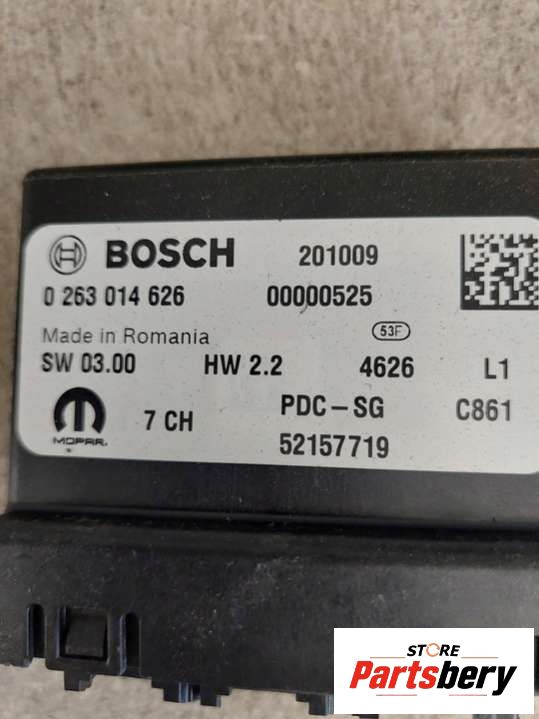 BOSCH 201009
0 263 014 626 00000525
Made in Romania 53F
SW 03.00 HW 2.2 4626 L1
MOPAR. 7 CH PDC-SG C861
52157719
STORE
Partsbery